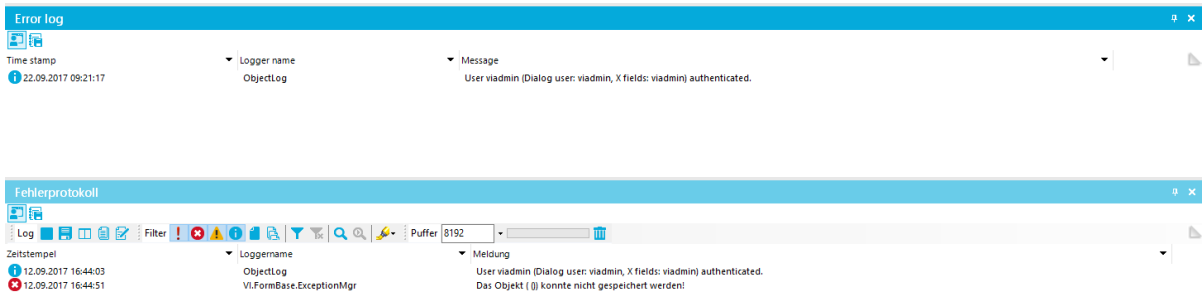 Error log
Time stamp Logger name Message
22.09.2017 09:21:17 ObjectLog User viadmin (Dialog user: viadmin, X fields: viadmin) authenticated.
Fehlerprotokoll
Log Filter Puffer 8192
Zeitstempel Loggername Meldung
12.09.2017 16:44:03 ObjectLog User viadmin (Dialog user: viadmin, X fields: viadmin) authenticated.
12.09.2017 16:44:51 VI.FormBase.ExceptionMgr Das Objekt ( ()) konnte nicht gespeichert werden!